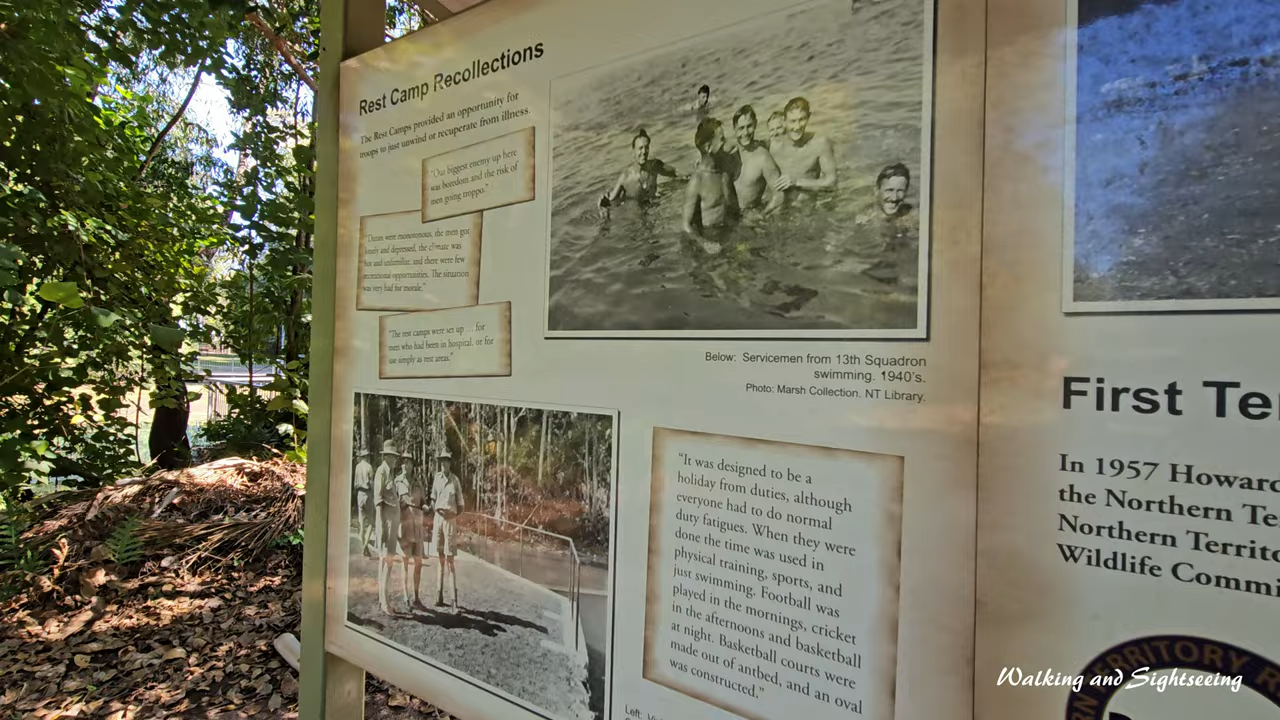 Rest Camp Recollections
The Rest Camps provided an opportunity for
troops to just unwind or recuperate from illness.
"Our biggest enemy up here
was boredom and the risk of
men going troppo."
"Duties were monotonous, the men got
lonely and depressed, the climate was
hot and unfamiliar, and there were few
recreational opportunities. The situation
was very bad for morale."
"The rest camps were set up ... for
men who had been in hospital, or for
use simply as rest areas."
Below: Servicemen from 13th Squadron
swimming. 1940's.
Photo: Marsh Collection. NT Library.
"It was designed to be a
holiday from duties, although
everyone had to do normal
duty fatigues. When they were
done the time was used in
physical training, sports, and
just swimming. Football was
played in the mornings, cricket
in the afternoons and basketball
at night. Basketball courts were
made out of antbed, and an oval
was constructed,"
Left:
First Te
In 1957 Howard
the Northern Te
Northern Territo
Wildlife Commi
TERRITORY R
Walking and Sightseeing